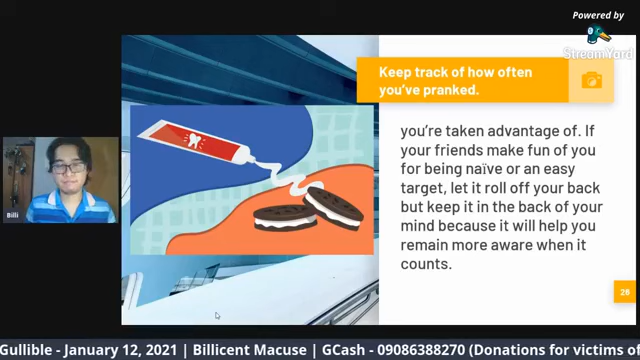 Powered by
StreamYard
Keep track of how often
you've pranked.
you're taken advantage of. If
your friends make fun of you
for being naïve or an easy
target, let it roll off your back
but keep it in the back of your
mind because it will help you
remain more aware when it
counts.
Billi
26
Gullible - January 12, 2021 | Billicent Macuse | GCash - 09086388270 (Donations for victims of